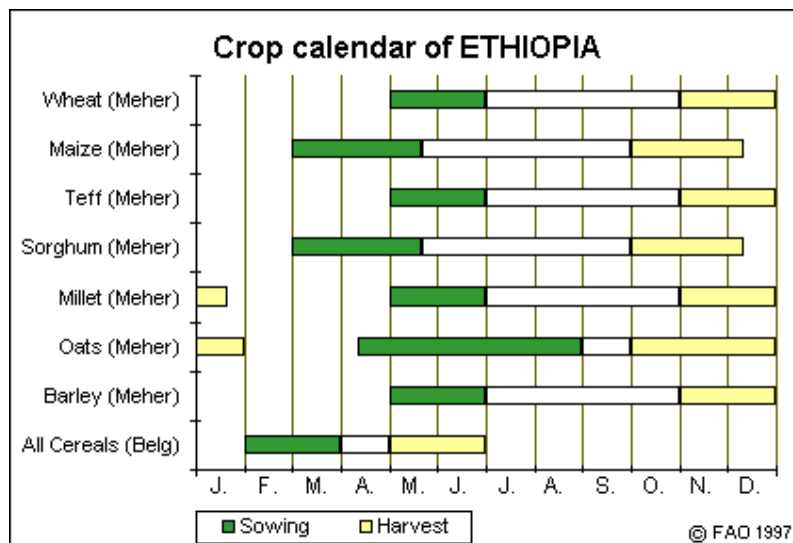 Crop calendar of ETHIOPIA
Wheat (Meher)
Maize (Meher)
Teff (Meher)
Sorghum (Meher)
Millet (Meher)
Oats (Meher)
Barley (Meher)
All Cereals (Belg)
J. F. M. A. M. J. J. A. S. O. N. D.
Sowing Harvest
© FAO 1997